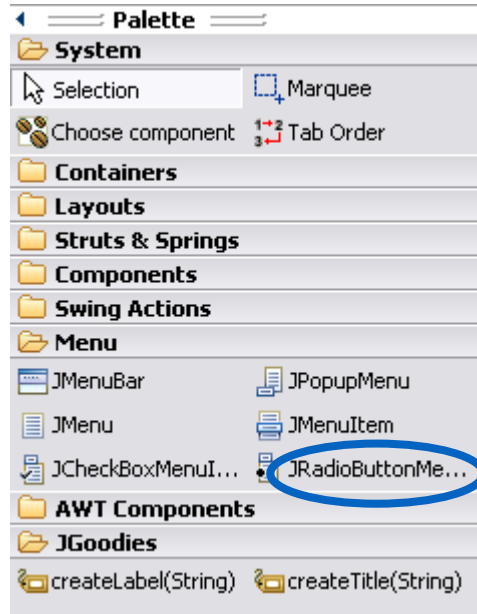 Palette
System
Selection Marquee
Choose component Tab Order
Containers
Layouts
Struts & Springs
Components
Swing Actions
Menu
JMenuBar JPopupMenu
JMenu JMenuItem
JCheckBoxMenuI... JRadioButtonMe...
AWT Components
JGoodies
createLabel(String) createTitle(String)